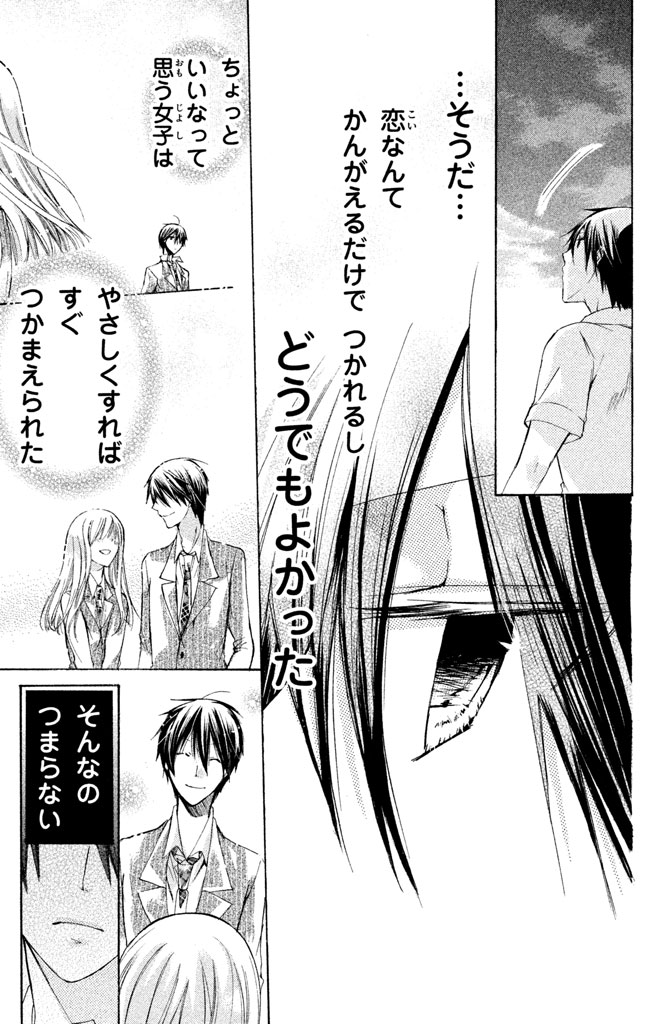 …そうだ…
恋なんて
かんがえるだけで
つかれるし
どうでもよかった
ちょっと
いいなって
思う女子は
やさしくすれば
すぐ
つかまえられた
そんなの
つまらない